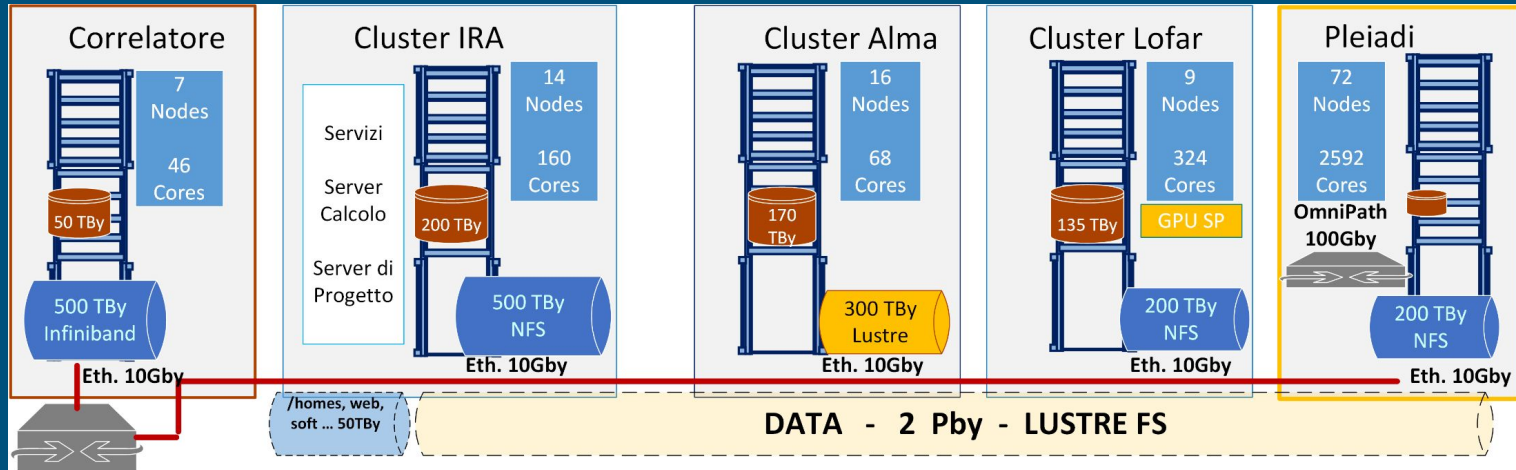 Correlatore
7
Nodes
46
Cores
50 TBy
500 TBy
Infiniband
Eth. 10Gby
Cluster IRA
Servizi
Server
Calcolo
Server di
Progetto
14
Nodes
160
Cores
200 TBy
500 TBy
NFS
Eth. 10Gby
Cluster Alma
16
Nodes
68
Cores
170
TBy
300 TBy
Lustre
Eth. 10Gby
Cluster Lofar
9
Nodes
324
Cores
GPU SP
135 TBy
200 TBy
NFS
Eth. 10Gby
Pleiadi
72
Nodes
2592
Cores
OmniPath
100Gby
200 TBy
NFS
Eth. 10Gby
/homes, web,
soft ... 50TBy
DATA - 2 Pby - LUSTRE FS